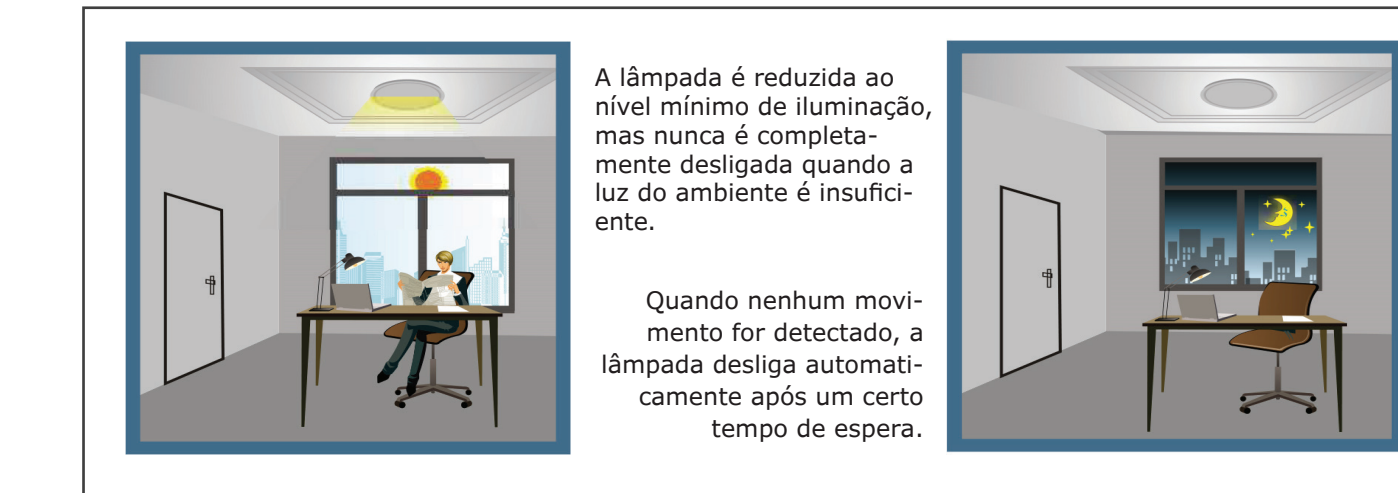 A lâmpada é reduzida ao
nível mínimo de iluminação,
mas nunca é completa-
mente desligada quando a
luz do ambiente é insufici-
ente.
Quando nenhum movi-
mento for detectado, a
lâmpada desliga automati-
camente após um certo
tempo de espera.